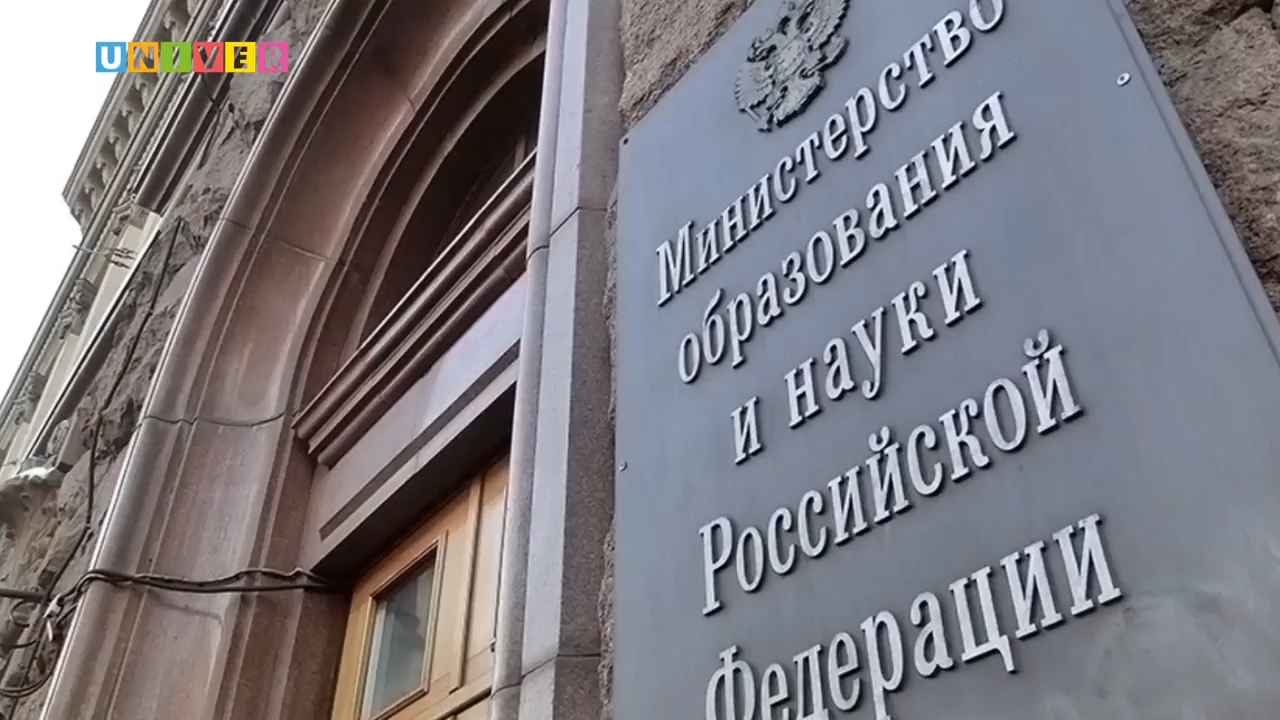 UNIVER
Министерство
образования
и науки
Российской
Федерации